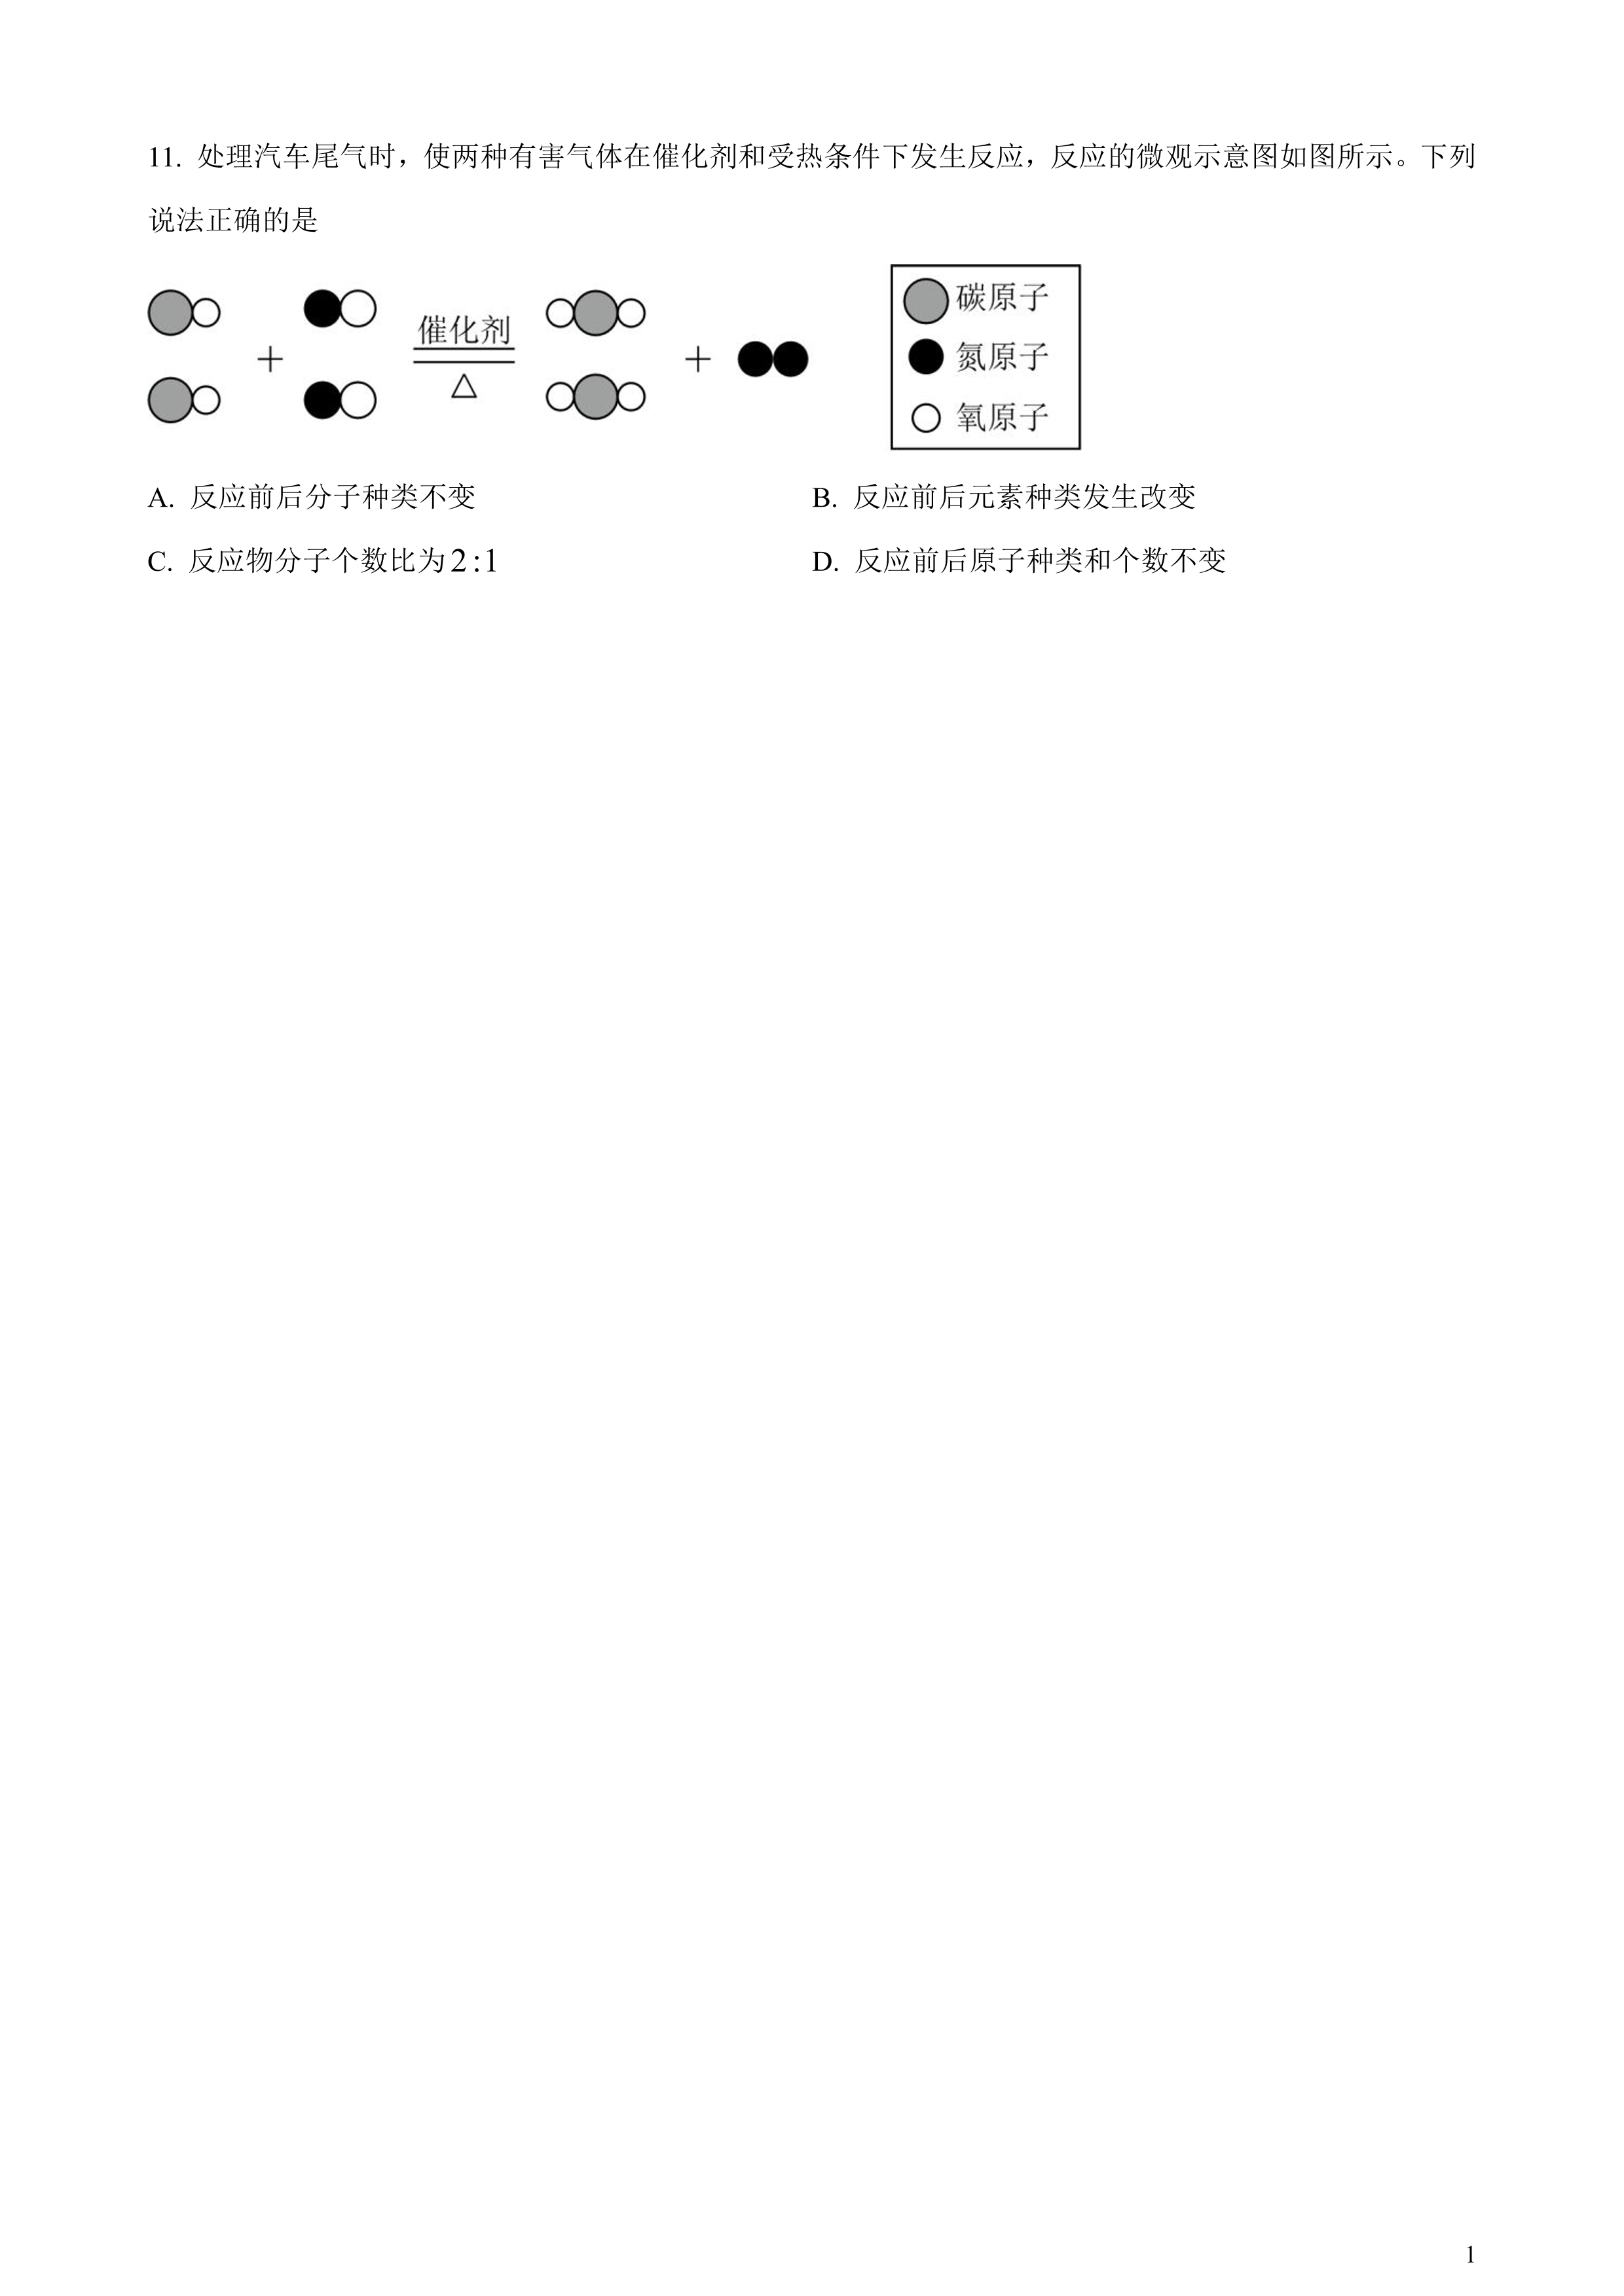 11. 处理汽车尾气时，使两种有害气体在催化剂和受热条件下发生反应，反应的微观示意图如图所示。下列
说法正确的是
+ 催化剂 △ +
碳原子
氮原子
氧原子
A. 反应前后分子种类不变 B. 反应前后元素种类发生改变
C. 反应物分子个数比为2:1 D. 反应前后原子种类和个数不变
1